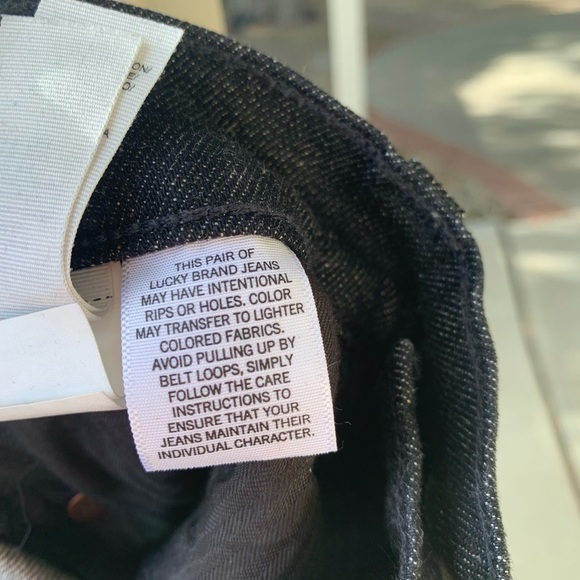 THIS PAIR OF
LUCKY BRAND JEANS
MAY HAVE INTENTIONAL
RIPS OR HOLES. COLOR
MAY TRANSFER TO LIGHTER
COLORED FABRICS.
AVOID PULLING UP BY
BELT LOOPS, SIMPLY
FOLLOW THE CARE
INSTRUCTIONS TO
ENSURE THAT YOUR
JEANS MAINTAIN THEIR
INDIVIDUAL CHARACTER.